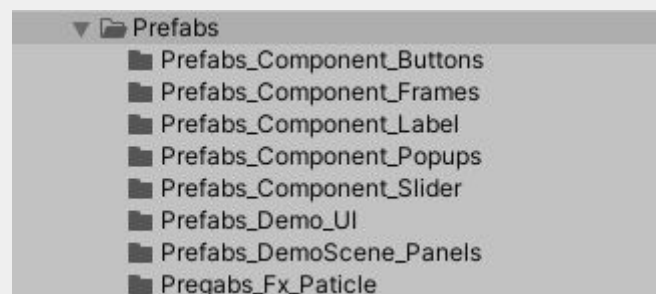 Prefabs
Prefabs_Component_Buttons
Prefabs_Component_Frames
Prefabs_Component_Label
Prefabs_Component_Popups
Prefabs_Component_Slider
Prefabs_Demo_UI
Prefabs_DemoScene_Panels
Pregabs_Fx_Paticle